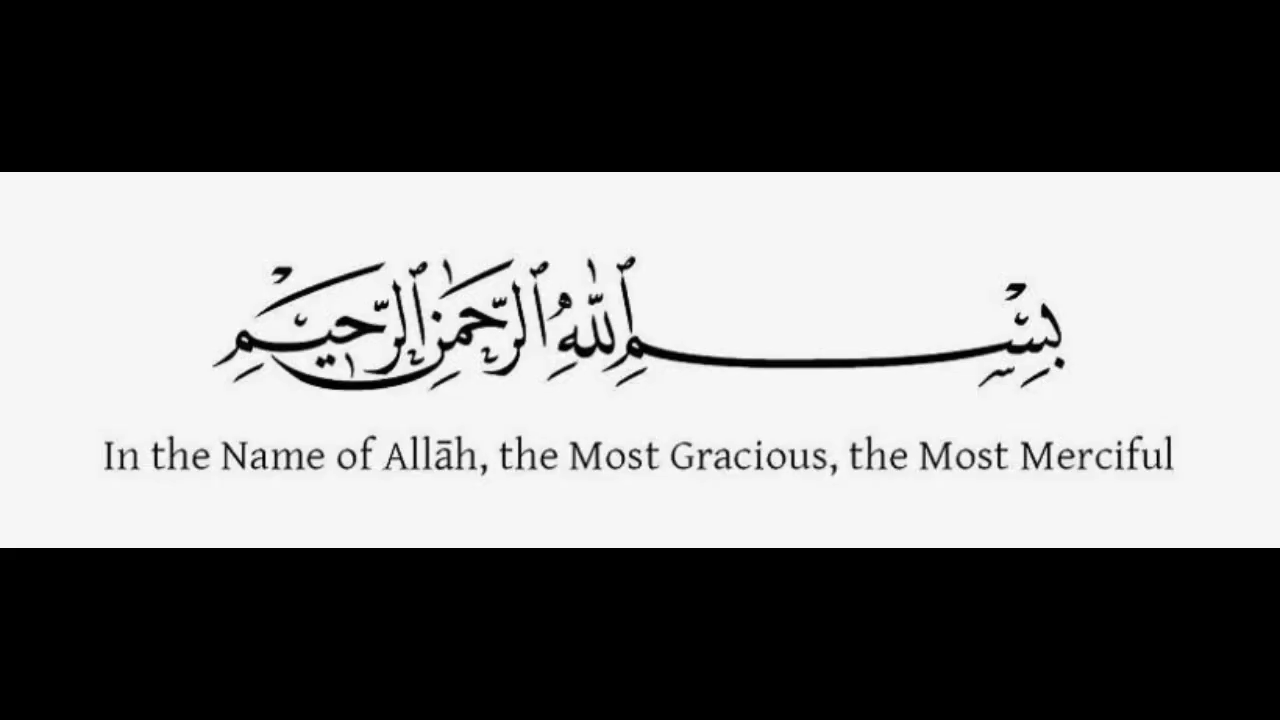 بِسْمِ ٱللَّهِ ٱلرَّحْمَٰنِ ٱلرَّحِيمِ
In the Name of Allāh, the Most Gracious, the Most Merciful